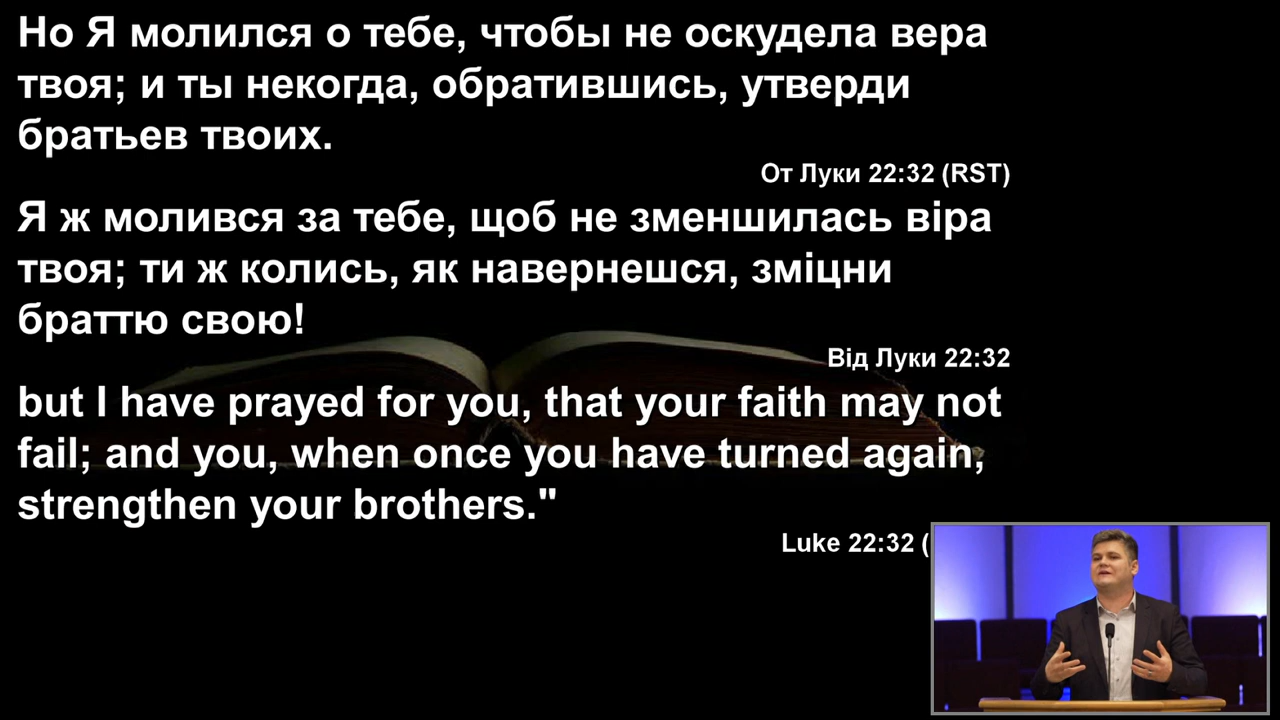 Но Я молился о тебе, чтобы не оскудела вера
твоя; и ты некогда, обратившись, утверди
братьев твоих.
От Луки 22:32 (RST)
Я ж молився за тебе, щоб не зменшилась віра
твоя; ти ж колись, як навернешся, зміцни
браттю свою!
Від Луки 22:32
but I have prayed for you, that your faith may not
fail; and you, when once you have turned again,
strengthen your brothers."
Luke 22:32 (